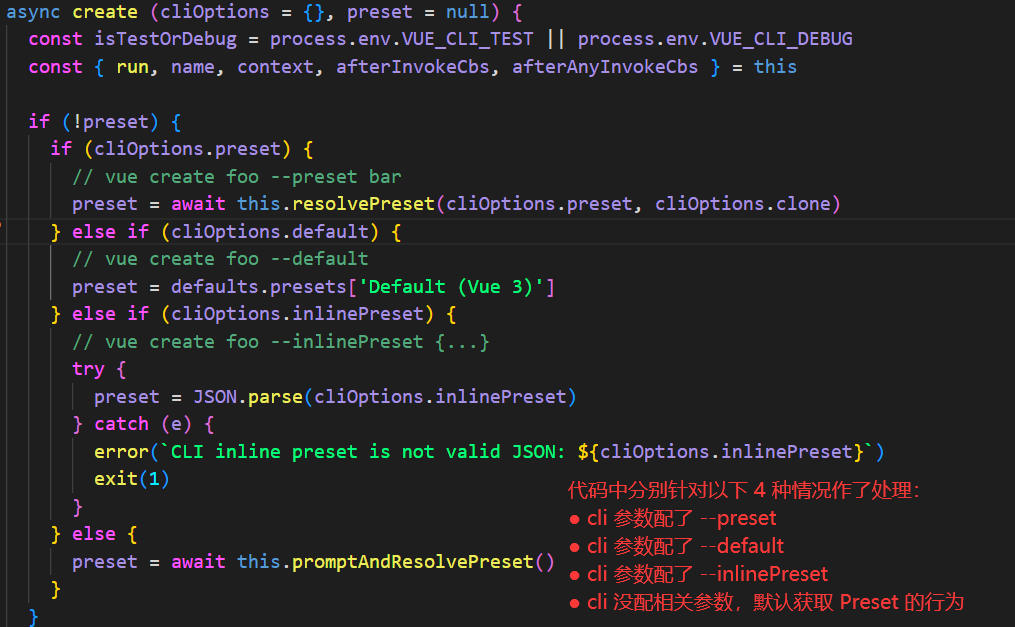 async create (cliOptions = {}, preset = null) {
const isTestOrDebug = process.env.VUE_CLI_TEST || process.env.VUE_CLI_DEBUG
const { run, name, context, afterInvokeCbs, afterAnyInvokeCbs } = this
if (!preset) {
if (cliOptions.preset) {
// vue create foo --preset bar
preset = await this.resolvePreset(cliOptions.preset, cliOptions.clone)
} else if (cliOptions.default) {
// vue create foo --default
preset = defaults.presets['Default (Vue 3)']
} else if (cliOptions.inlinePreset) {
// vue create foo --inlinePreset {...}
try {
preset = JSON.parse(cliOptions.inlinePreset)
} catch (e) {
error(`CLI inline preset is not valid JSON: ${cliOptions.inlinePreset}`)
exit(1)
}
} else {
preset = await this.promptAndResolvePreset()
}
}
代码中分别针对以下 4 种情况作了处理：
● cli 参数配了 --preset
● cli 参数配了 --default
● cli 参数配了 --inlinePreset
● cli 没配相关参数，默认获取 Preset 的行为